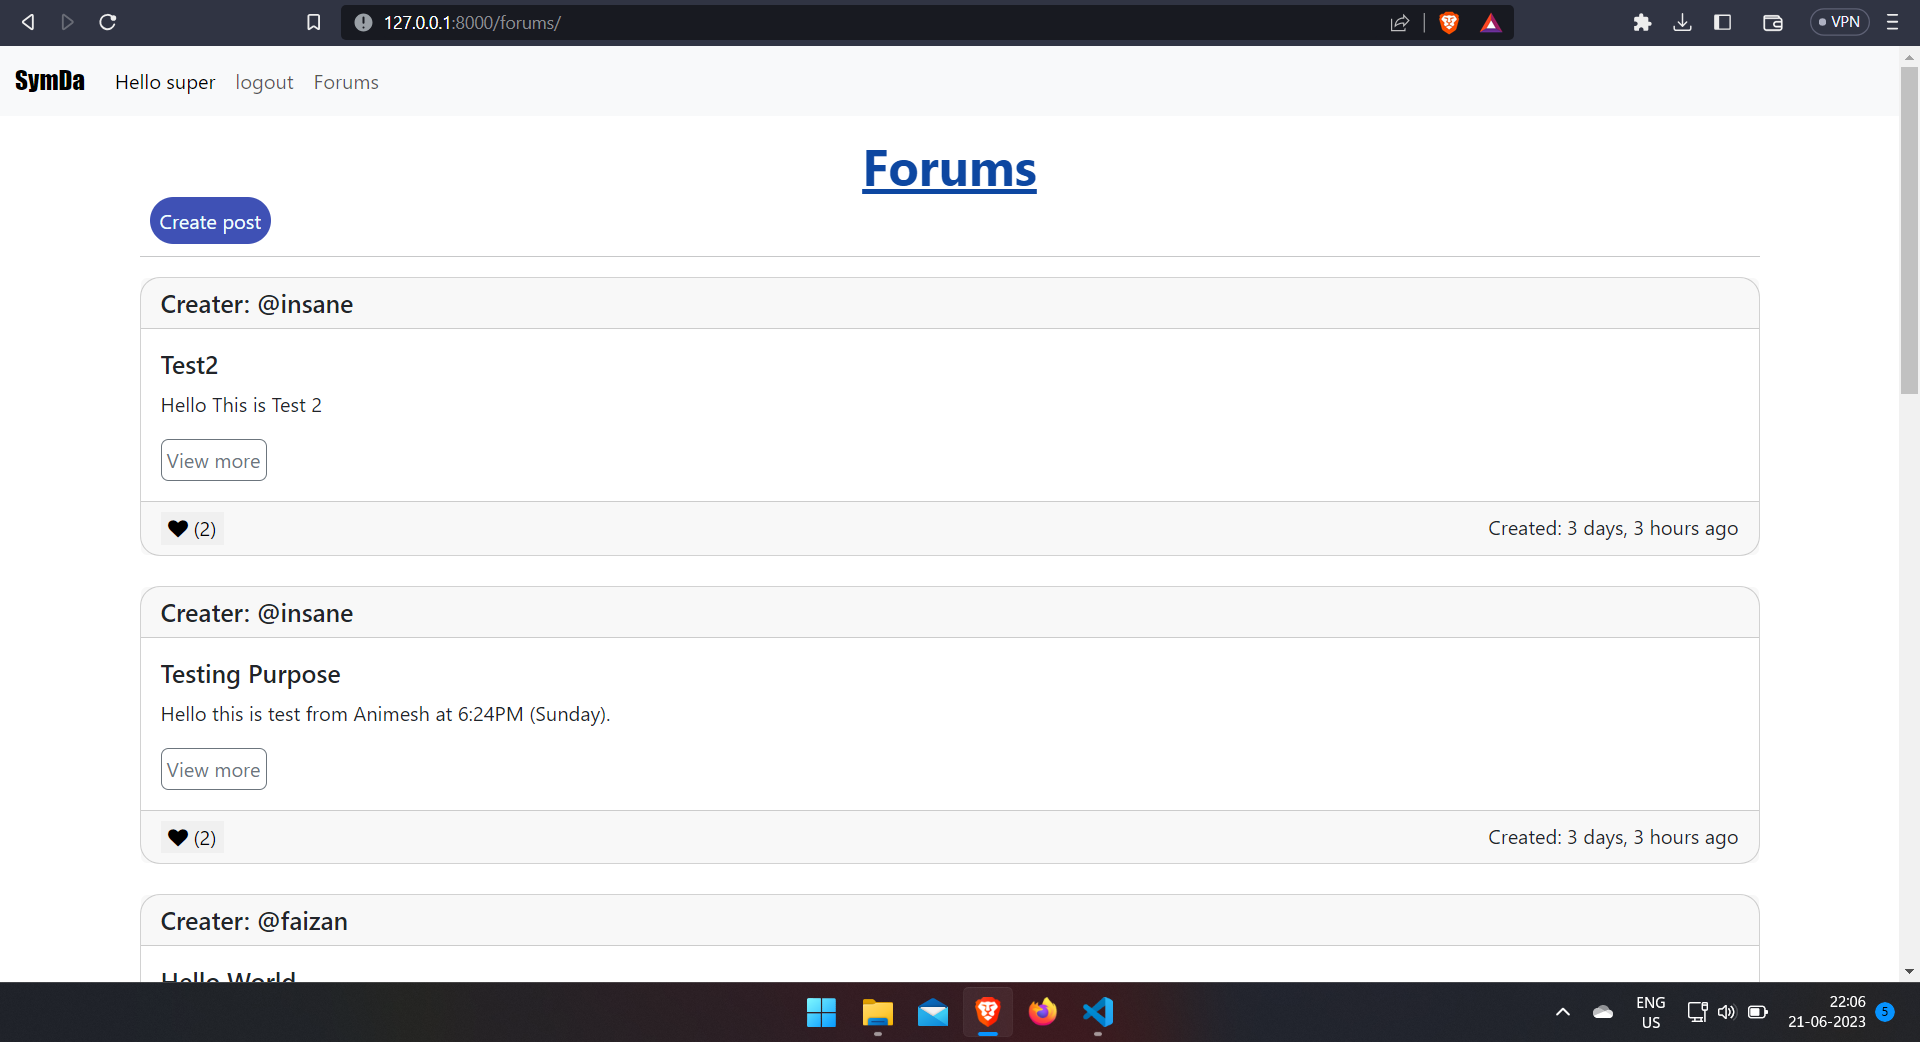 127.0.0.1:8000/forums/
VPN
SymDa Hello super logout Forums
Forums
Create post
Creater: @insane
Test2
Hello This is Test 2
View more
(2) Created: 3 days, 3 hours ago
Creater: @insane
Testing Purpose
Hello this is test from Animesh at 6:24PM (Sunday).
View more
(2) Created: 3 days, 3 hours ago
Creater: @faizan
Hello World
ENG
US
22:06
21-06-2023
5